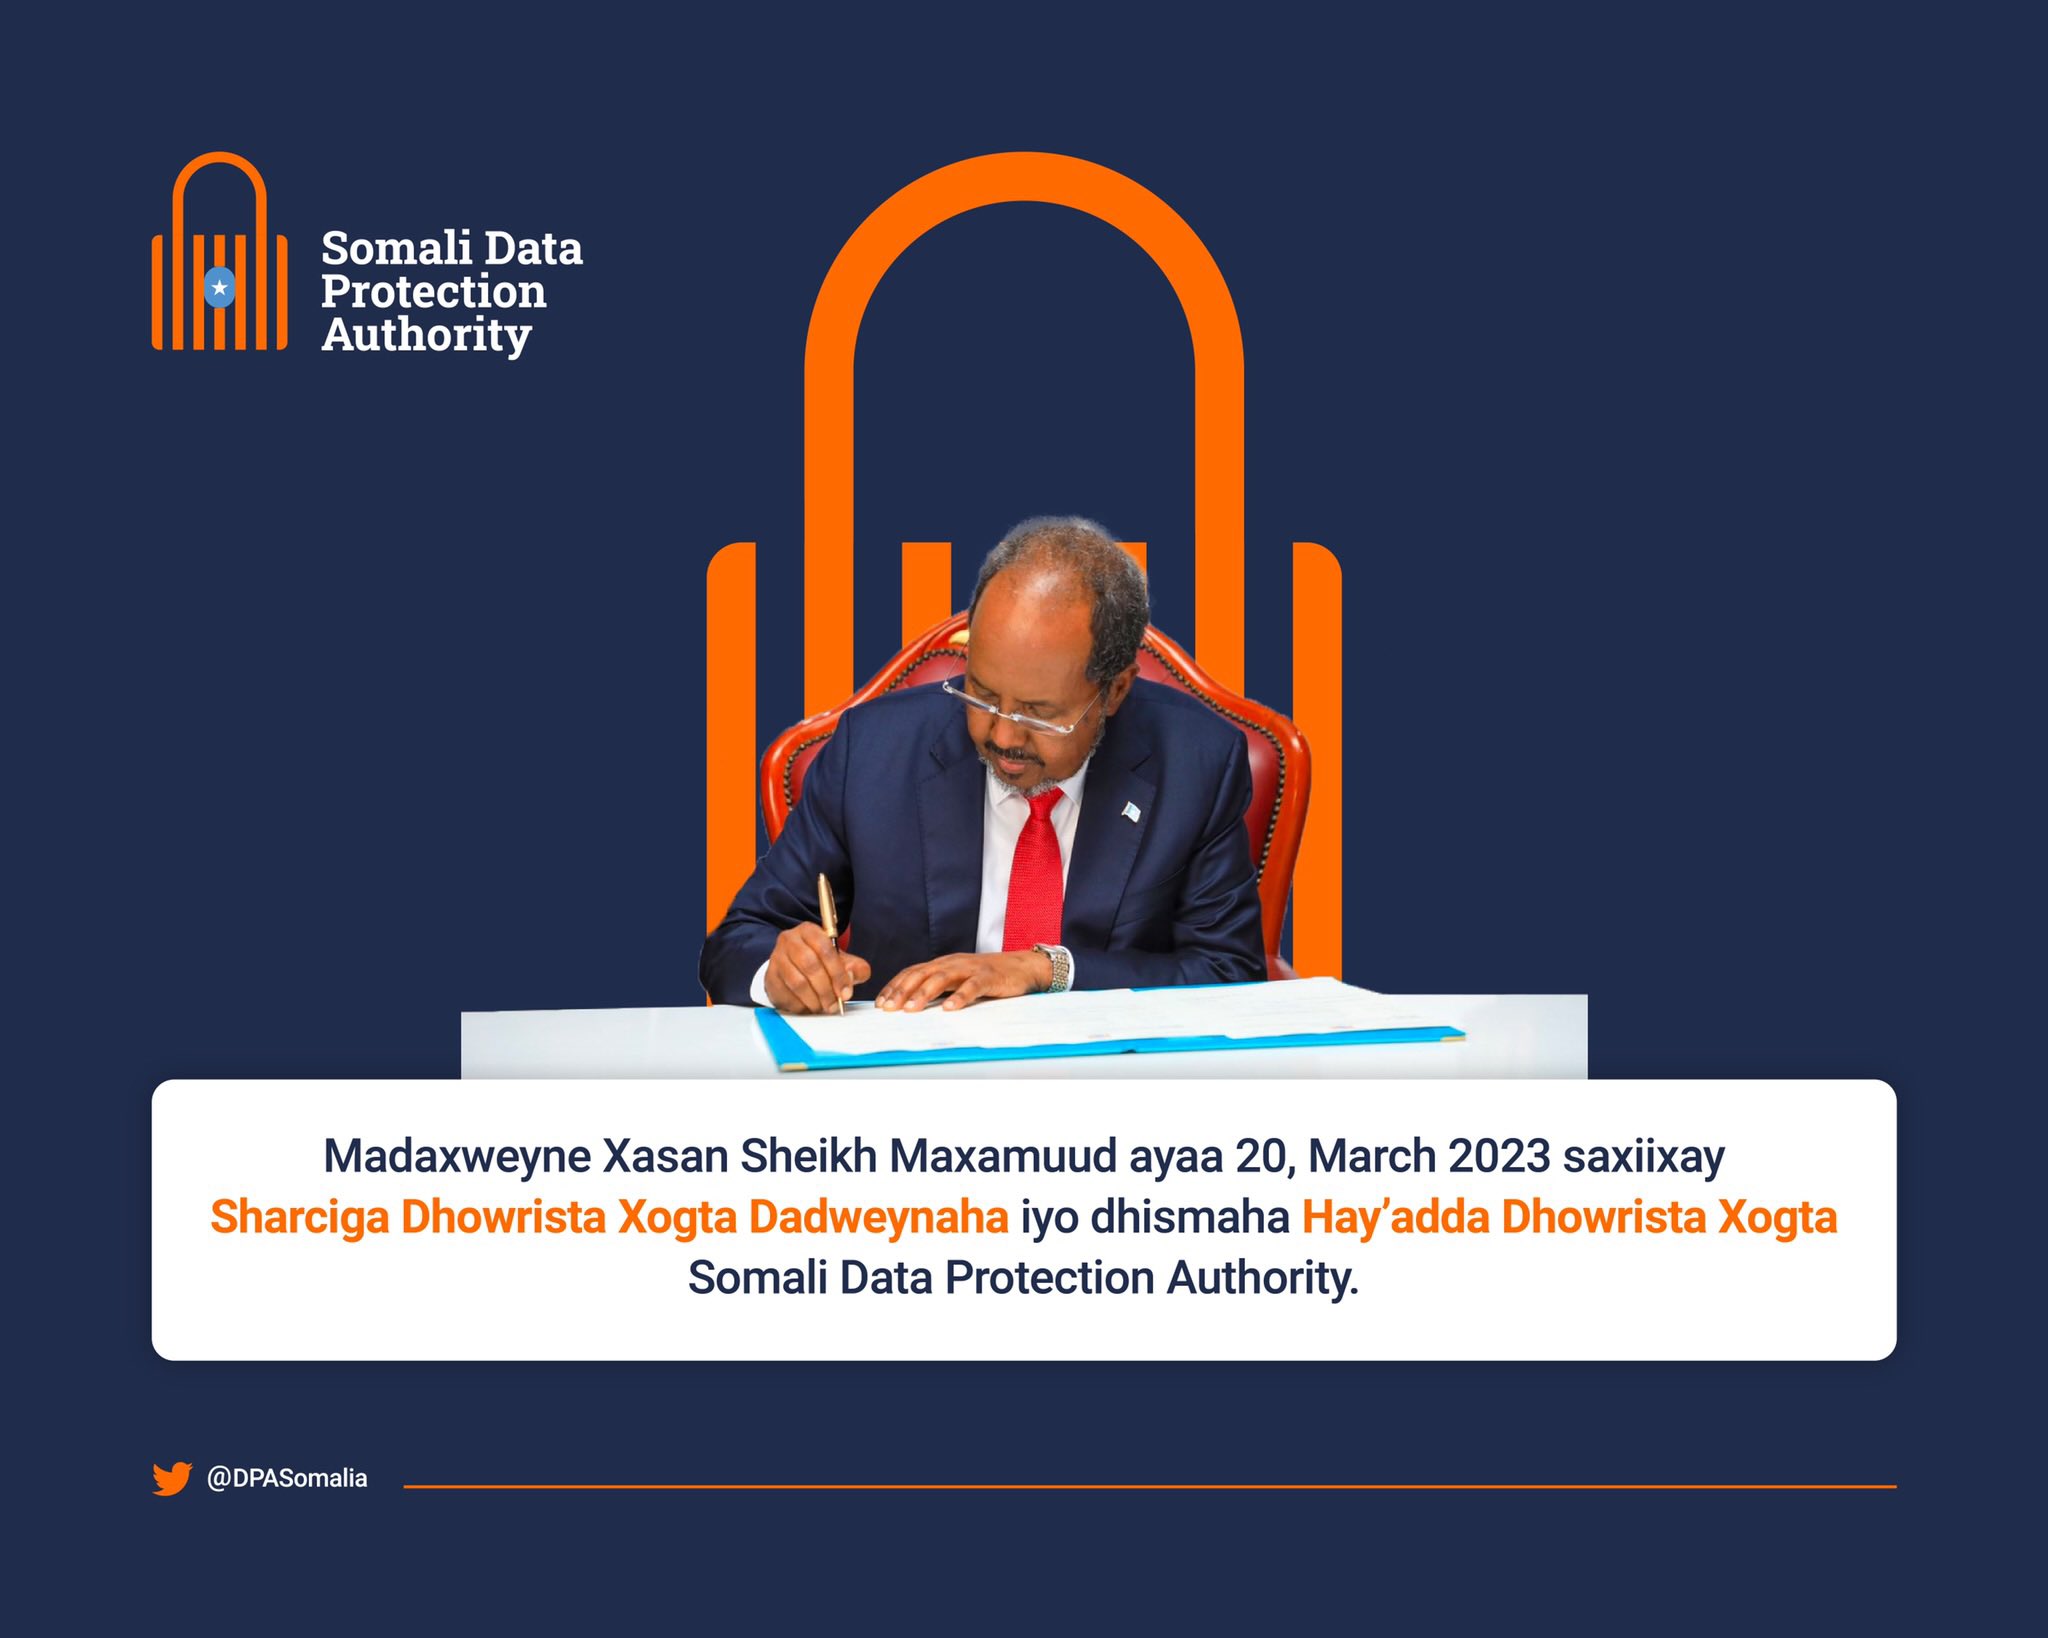 Somali Data
Protection
Authority
Madaxweyne Xasan Sheikh Maxamuud ayaa 20, March 2023 saxiixay
Sharciga Dhowrista Xogta Dadweynaha iyo dhismaha Hay’adda Dhowrista Xogta
Somali Data Protection Authority.
@DPASomalia